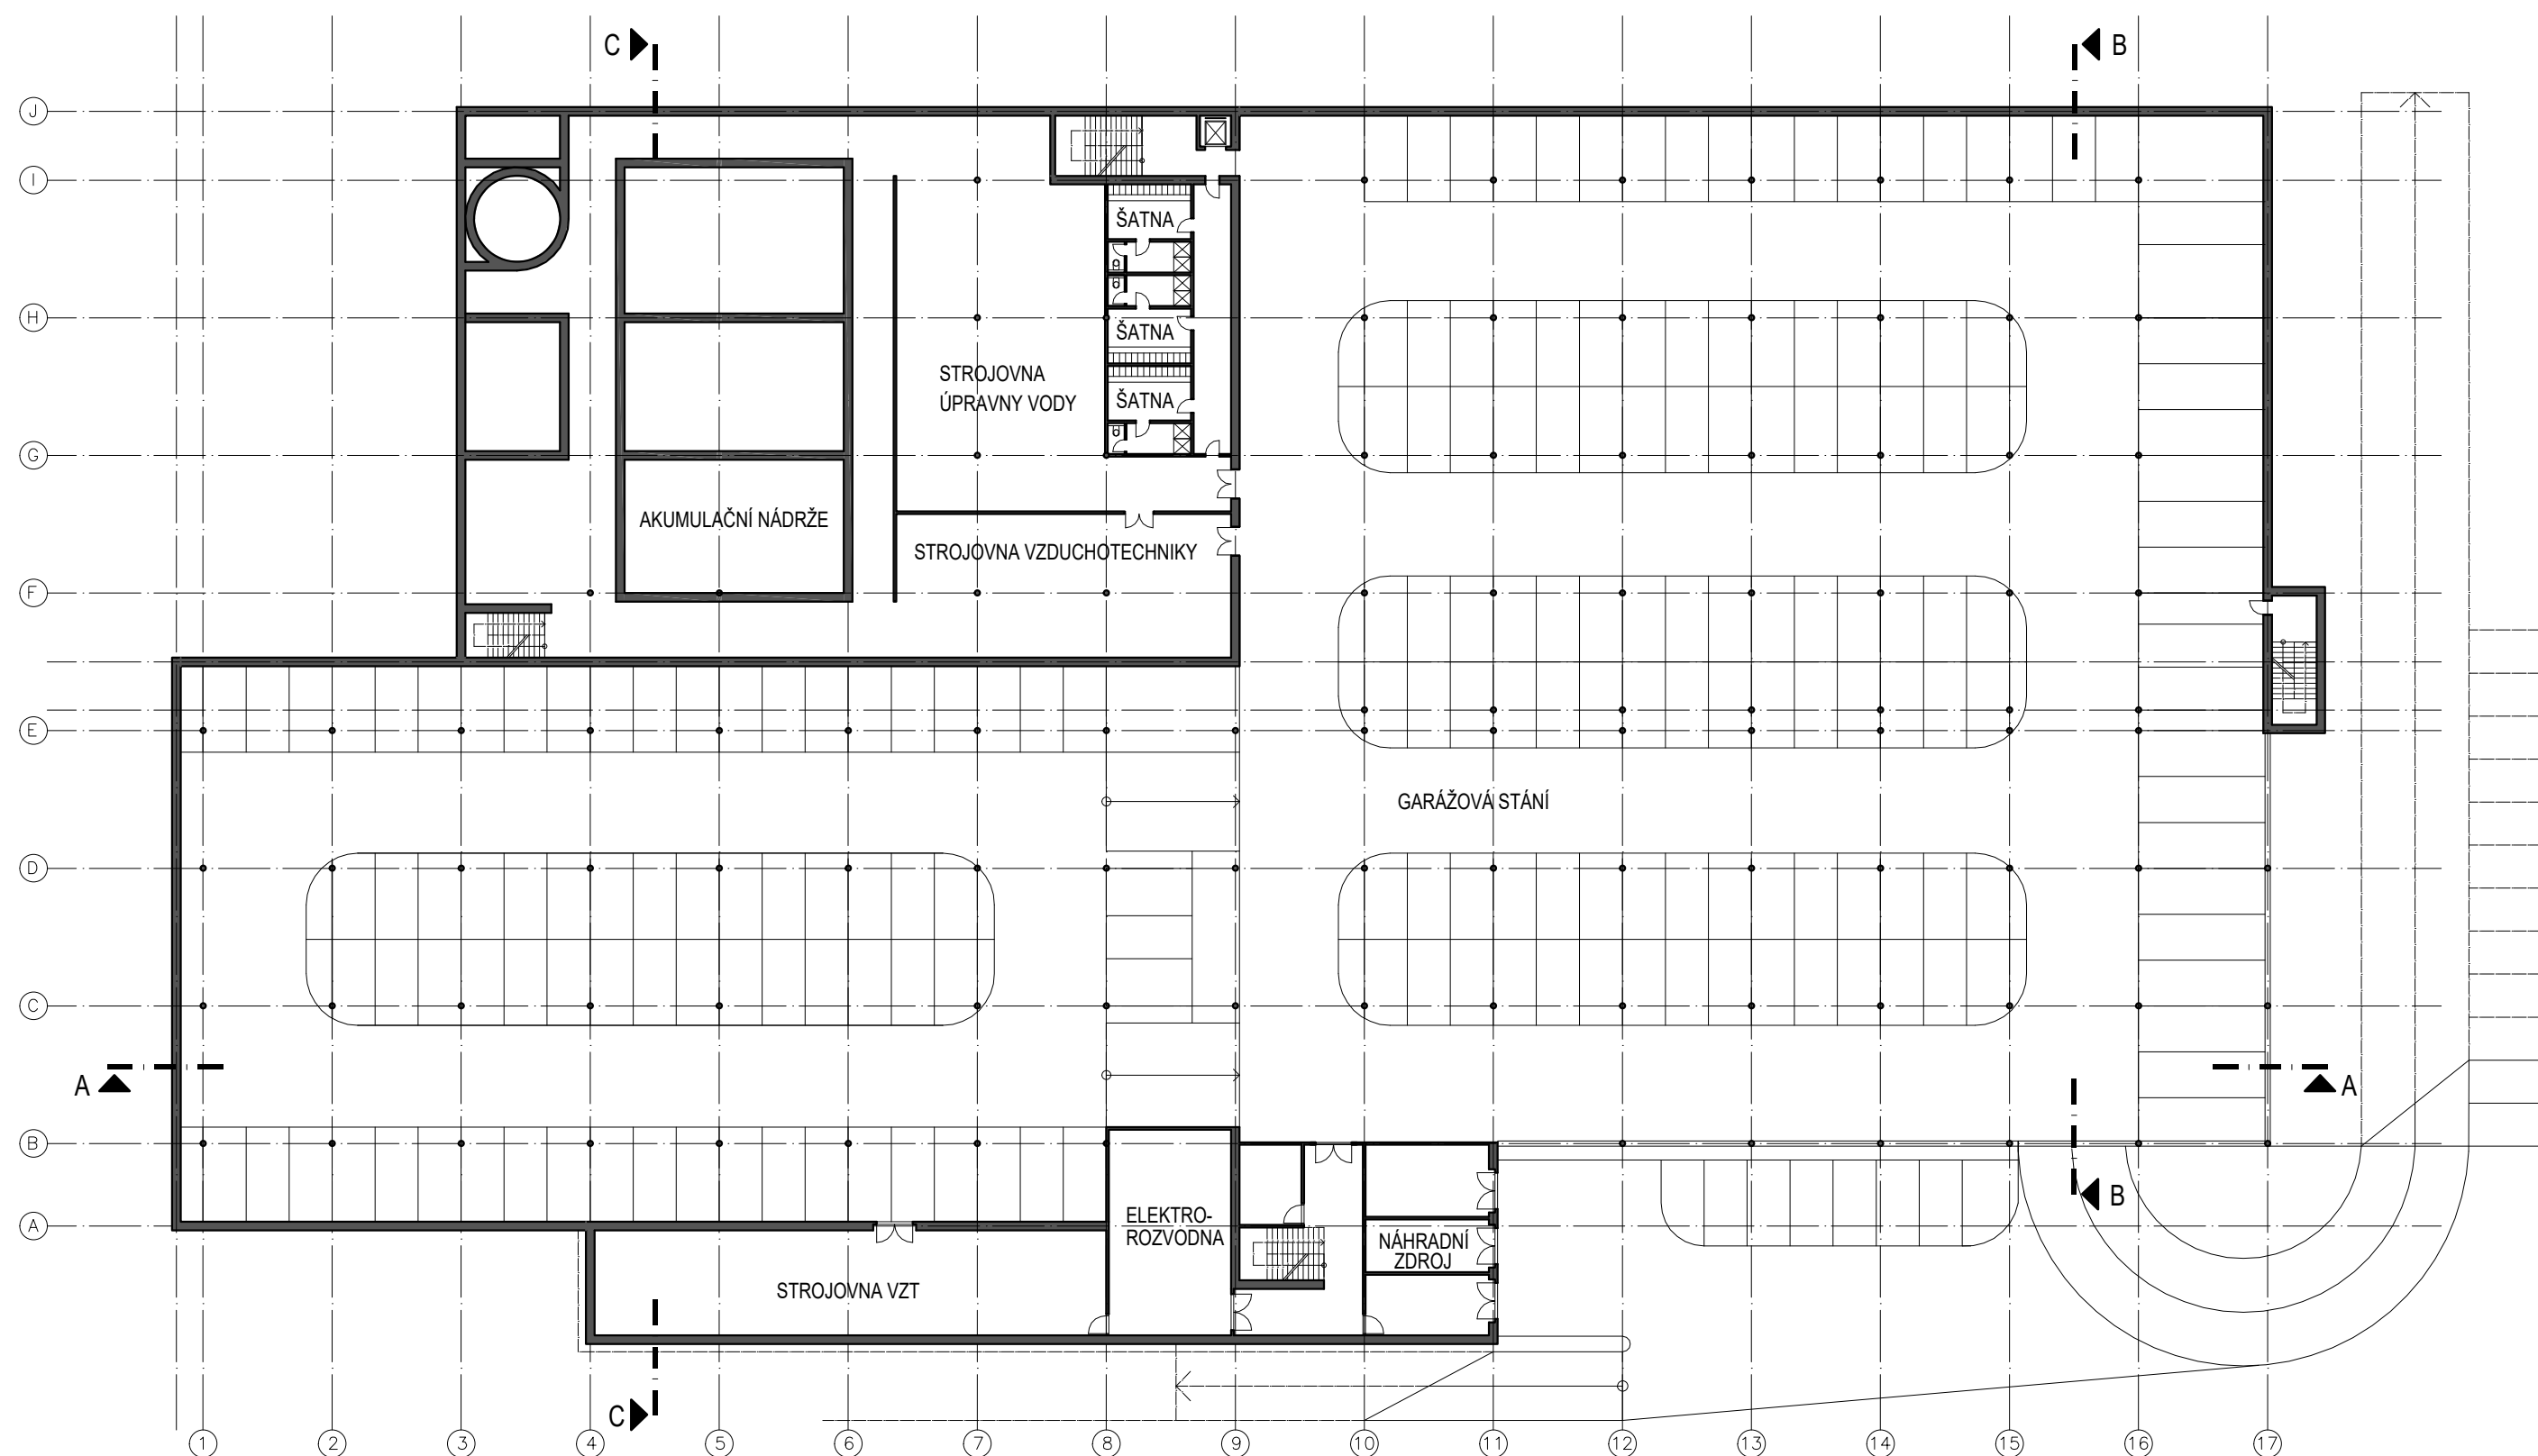 C
B
J
I
ŠATNA
H
ŠATNA
STROJOVNA
ÚPRAVNY VODY
ŠATNA
G
AKUMULAČNÍ NÁDRŽE
STROJOVNA VZDUCHOTECHNIKY
F
E
GARÁŽOVÁ STÁNÍ
D
C
A
A
B
B
ELEKTRO-
ROZVODNA
A
NÁHRADNÍ
ZDROJ
STROJOVNA VZT
C
1 2 3 4 5 6 7 8 9 10 11 12 13 14 15 16 17